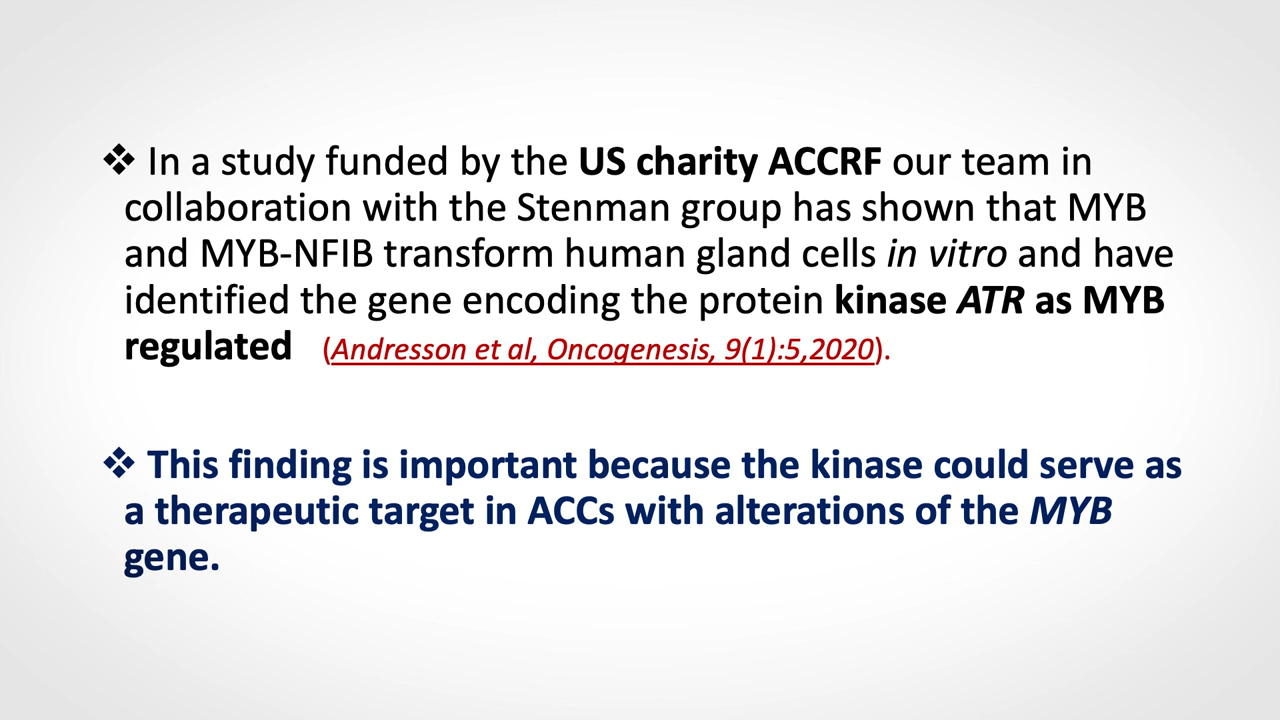 ❖ In a study funded by the US charity ACCRF our team in
collaboration with the Stenman group has shown that MYB
and MYB-NFIB transform human gland cells in vitro and have
identified the gene encoding the protein kinase ATR as MYB
regulated (Andresson et al, Oncogenesis, 9(1):5,2020).
❖ This finding is important because the kinase could serve as
a therapeutic target in ACCs with alterations of the MYB
gene.